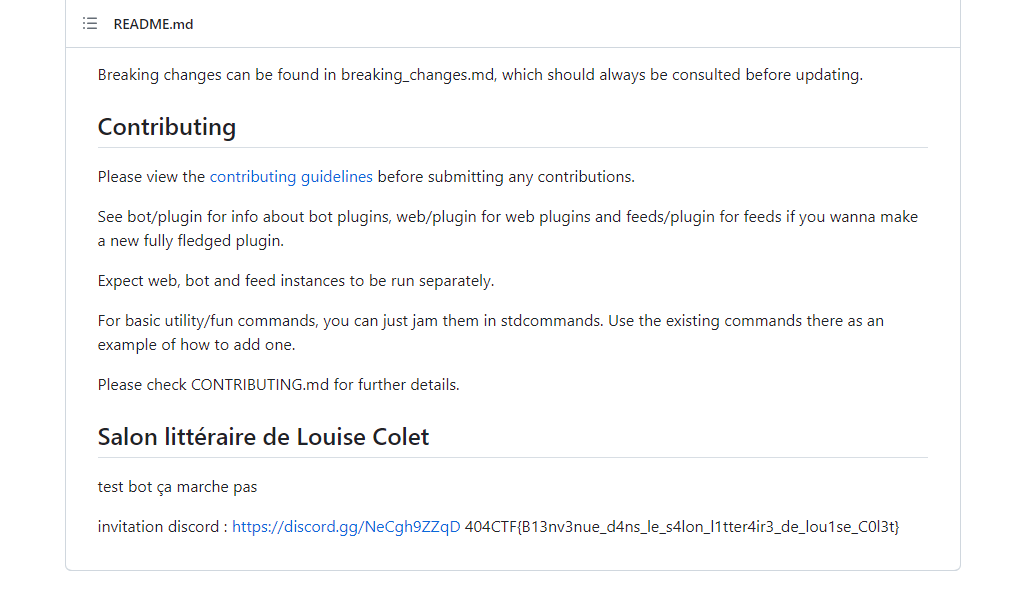 README.md
Breaking changes can be found in breaking_changes.md, which should always be consulted before updating.
Contributing
Please view the contributing guidelines before submitting any contributions.
See bot/plugin for info about bot plugins, web/plugin for web plugins and feeds/plugin for feeds if you wanna make
a new fully fledged plugin.
Expect web, bot and feed instances to be run separately.
For basic utility/fun commands, you can just jam them in stdcommands. Use the existing commands there as an
example of how to add one.
Please check CONTRIBUTING.md for further details.
Salon littéraire de Louise Colet
test bot ça marche pas
invitation discord : https://discord.gg/NeCgh9ZZqD 404CTF{B13nv3nue_d4ns_le_s4lon_l1tter4ir3_de_lou1se_C0l3t}